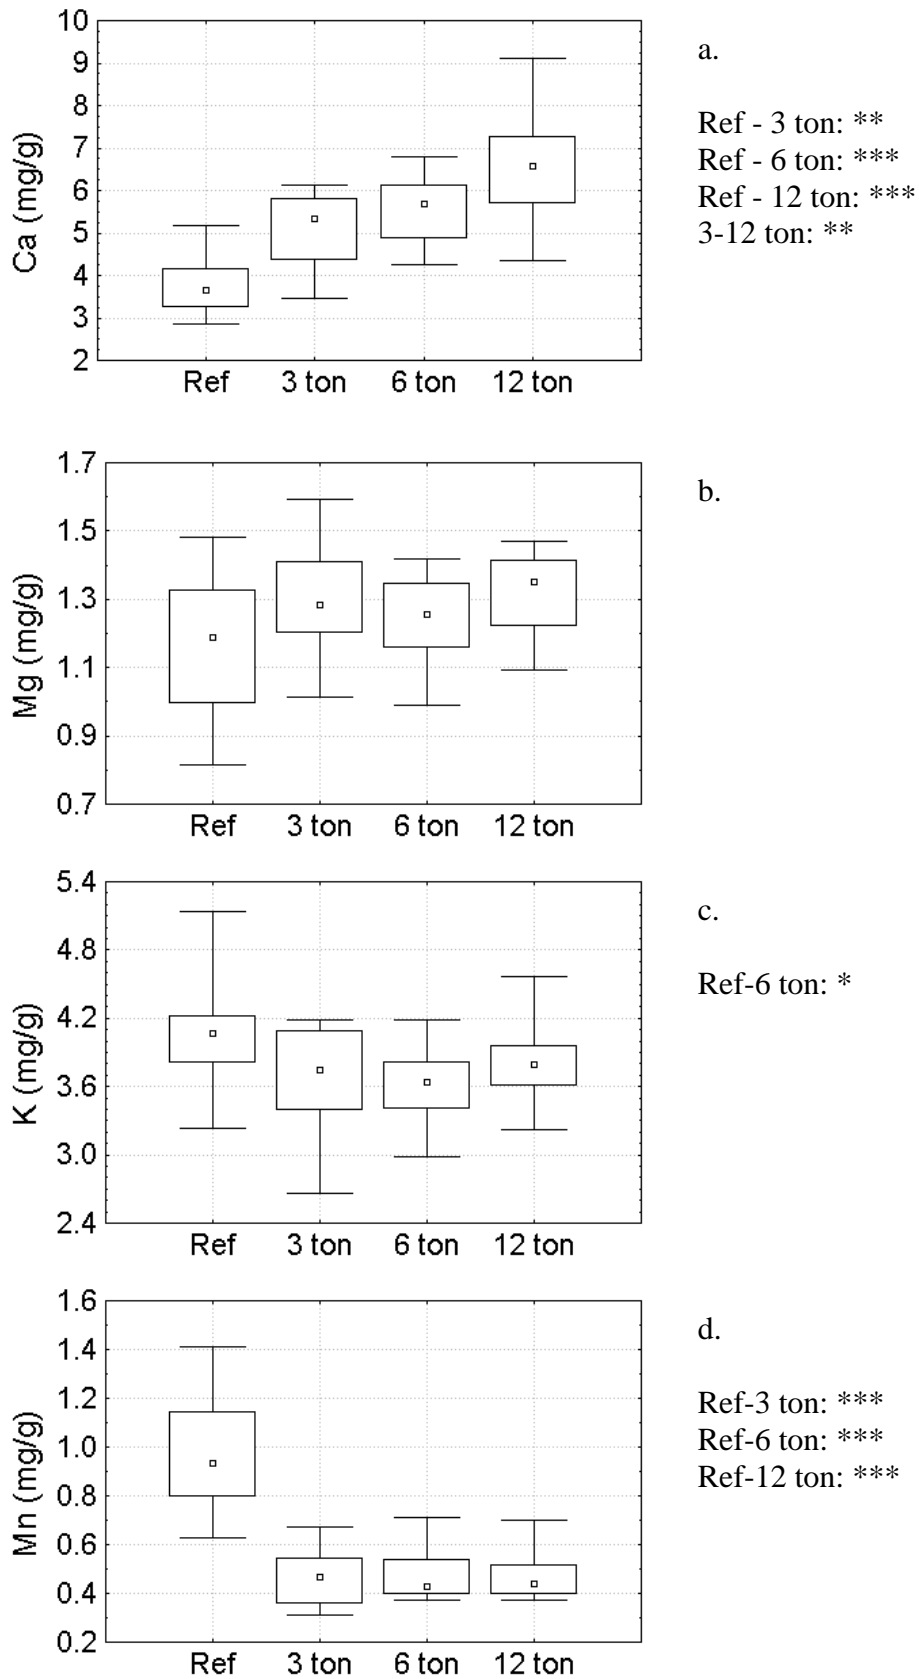 10
9
8
7
6
5
4
3
2
Ca (mg/g)
Ref 3 ton 6 ton 12 ton
a.
Ref - 3 ton: **
Ref - 6 ton: ***
Ref - 12 ton: ***
3-12 ton: **
1.7
1.5
1.3
1.1
0.9
0.7
Mg (mg/g)
Ref 3 ton 6 ton 12 ton
b.
5.4
4.8
4.2
3.6
3.0
2.4
K (mg/g)
Ref 3 ton 6 ton 12 ton
c.
Ref-6 ton: *
1.6
1.4
1.2
1.0
0.8
0.6
0.4
0.2
Mn (mg/g)
Ref 3 ton 6 ton 12 ton
d.
Ref-3 ton: ***
Ref-6 ton: ***
Ref-12 ton: ***